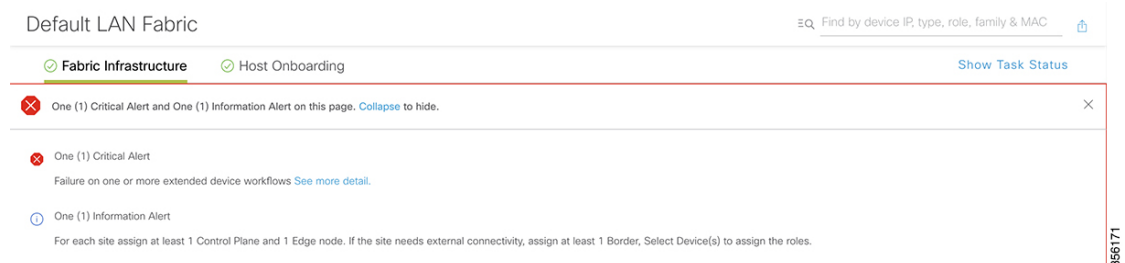 Default LAN Fabric
Find by device IP, type, role, family & MAC
Fabric Infrastructure
Host Onboarding
Show Task Status
One (1) Critical Alert and One (1) Information Alert on this page. Collapse to hide.
One (1) Critical Alert
Failure on one or more extended device workflows See more detail.
One (1) Information Alert
For each site assign at least 1 Control Plane and 1 Edge node. If the site needs external connectivity, assign at least 1 Border, Select Device(s) to assign the roles.
356171